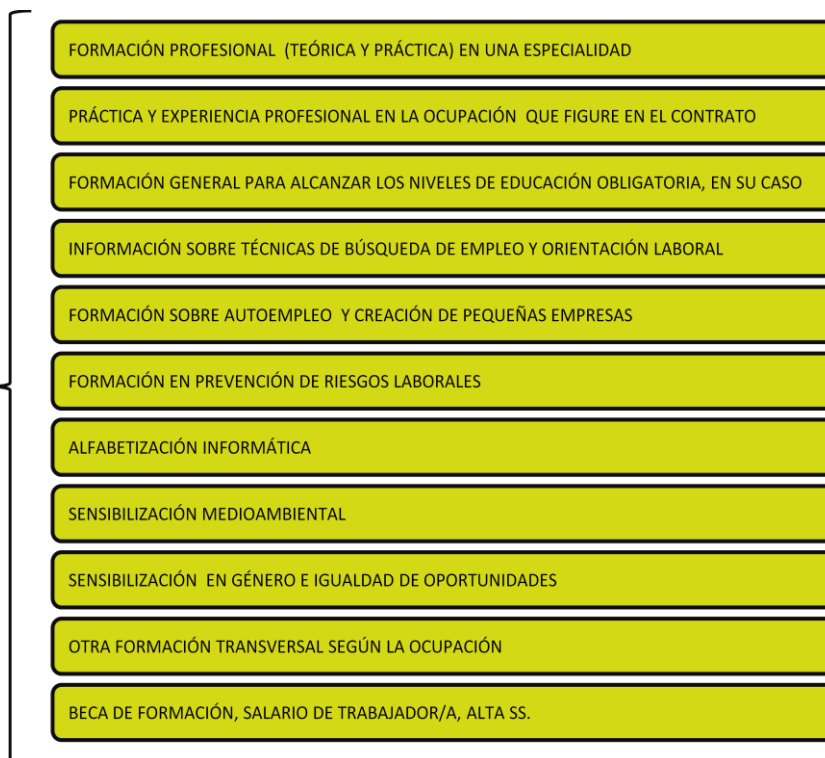 FORMACIÓN PROFESIONAL (TEÓRICA Y PRÁCTICA) EN UNA ESPECIALIDAD
PRÁCTICA Y EXPERIENCIA PROFESIONAL EN LA OCUPACIÓN QUE FIGURE EN EL CONTRATO
FORMACIÓN GENERAL PARA ALCANZAR LOS NIVELES DE EDUCACIÓN OBLIGATORIA, EN SU CASO
INFORMACIÓN SOBRE TÉCNICAS DE BÚSQUEDA DE EMPLEO Y ORIENTACIÓN LABORAL
FORMACIÓN SOBRE AUTOEMPLEO Y CREACIÓN DE PEQUEÑAS EMPRESAS
FORMACIÓN EN PREVENCIÓN DE RIESGOS LABORALES
ALFABETIZACIÓN INFORMÁTICA
SENSIBILIZACIÓN MEDIOAMBIENTAL
SENSIBILIZACIÓN EN GÉNERO E IGUALDAD DE OPORTUNIDADES
OTRA FORMACIÓN TRANSVERSAL SEGÚN LA OCUPACIÓN
BECA DE FORMACIÓN, SALARIO DE TRABAJADOR/A, ALTA SS.